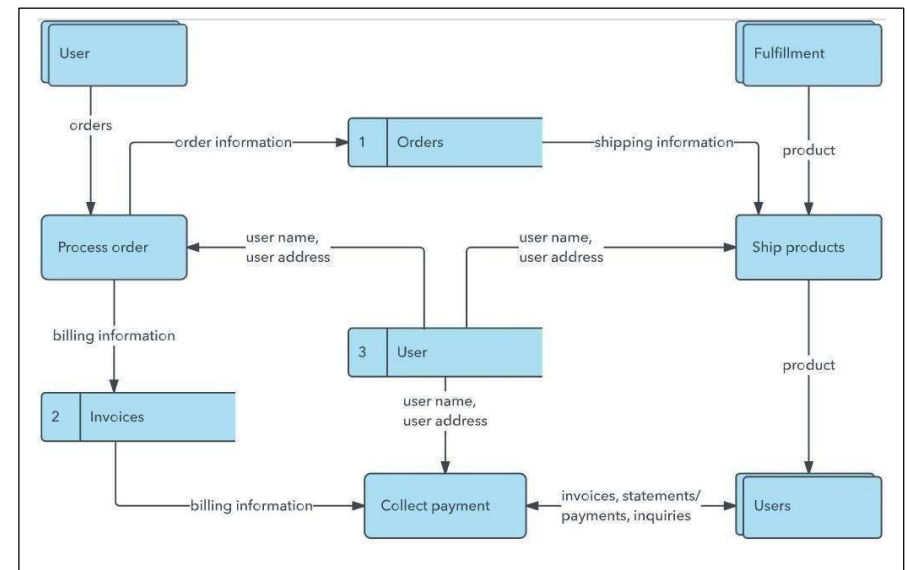 User
Fulfillment
orders
order information
1
Orders
shipping information
product
Process order
user name,
user address
user name,
user address
Ship products
billing information
3
User
product
2
Invoices
user name,
user address
billing information
Collect payment
invoices, statements/
payments, inquiries
Users